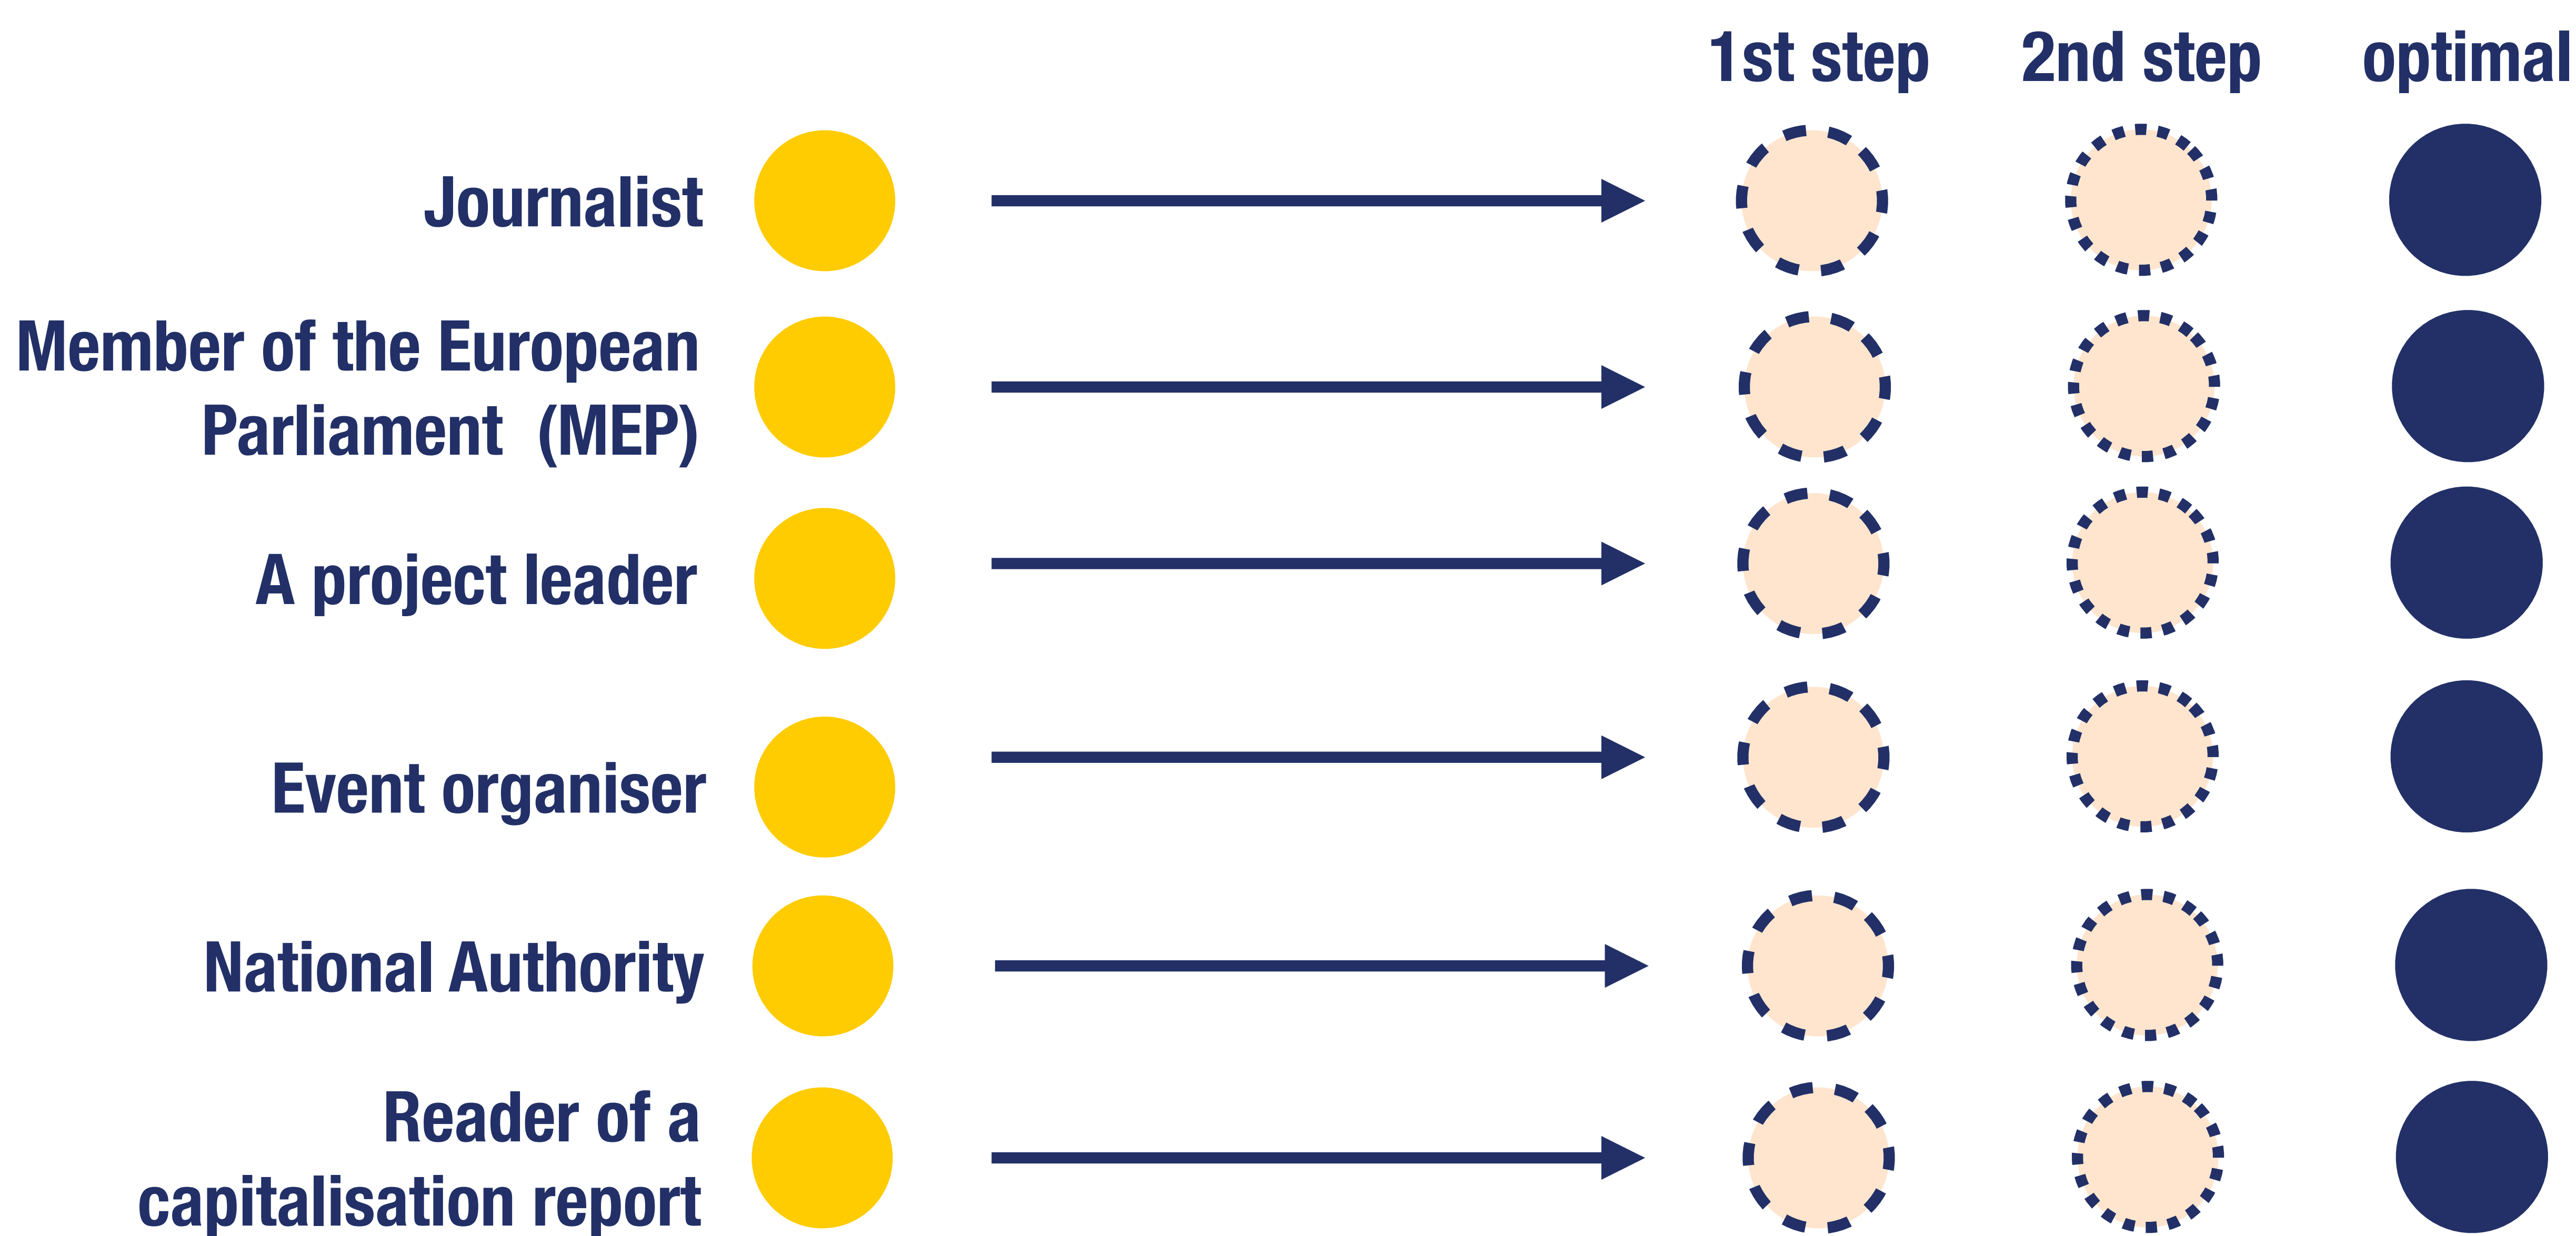 1st step 2nd step optimal
Journalist
Member of the European
Parliament (MEP)
A project leader
Event organiser
National Authority
Reader of a
capitalisation report